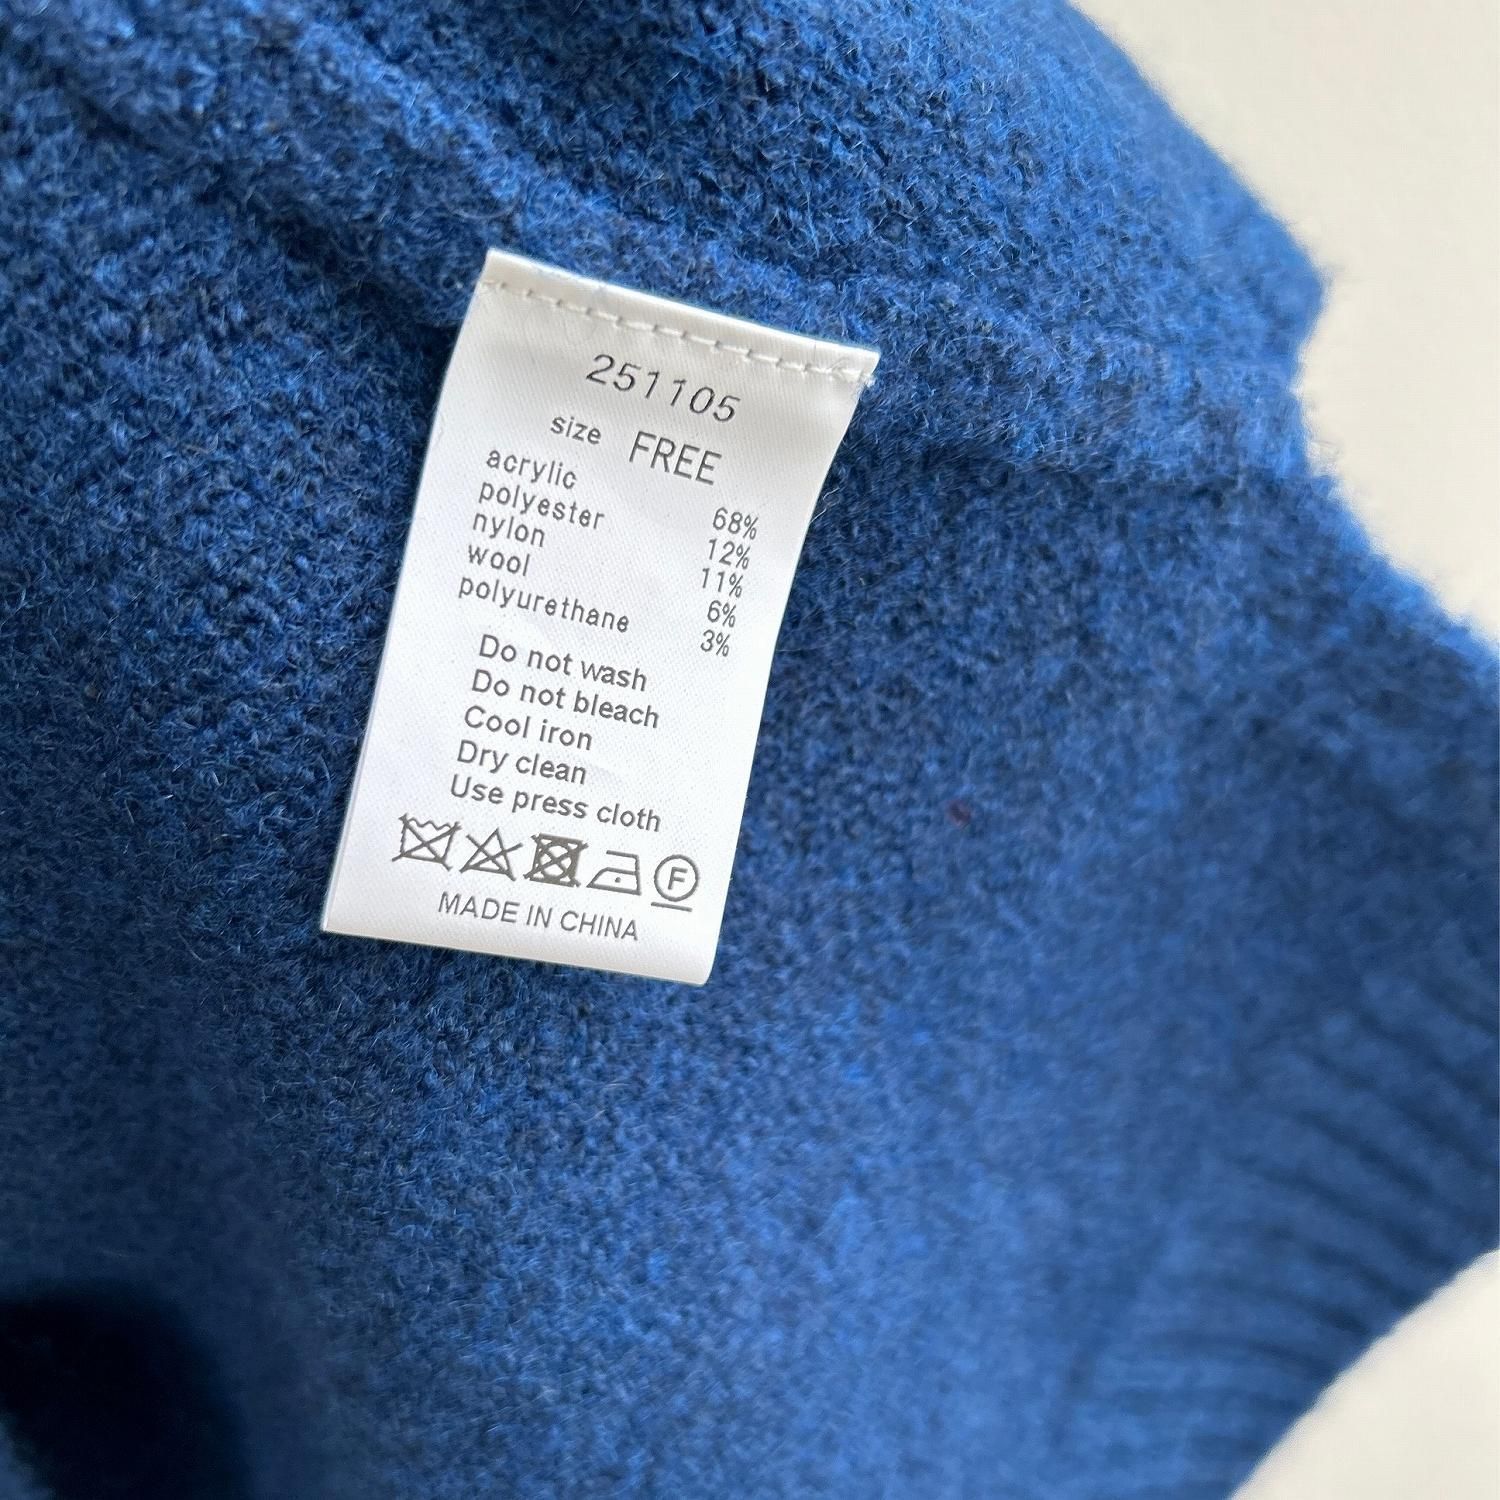 251105
size FREE
acrylic 68%
polyester 12%
nylon 11%
wool 6%
polyurethane 3%
Do not wash
Do not bleach
Cool iron
Dry clean
Use press cloth
F
MADE IN CHINA